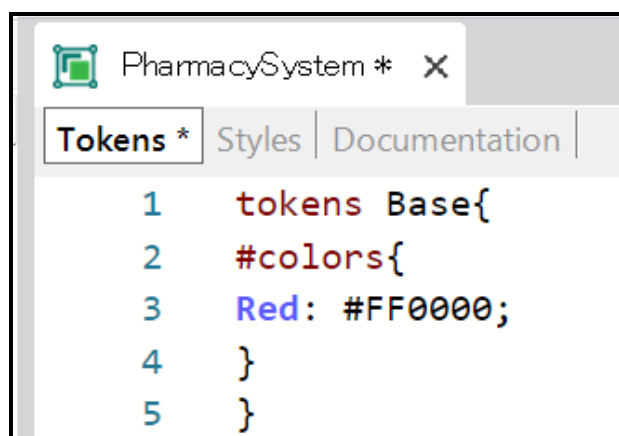 PharmacySystem * ×
Tokens * Styles Documentation
1 tokens Base{
2 #colors{
3 Red: #FF0000;
4 }
5 }